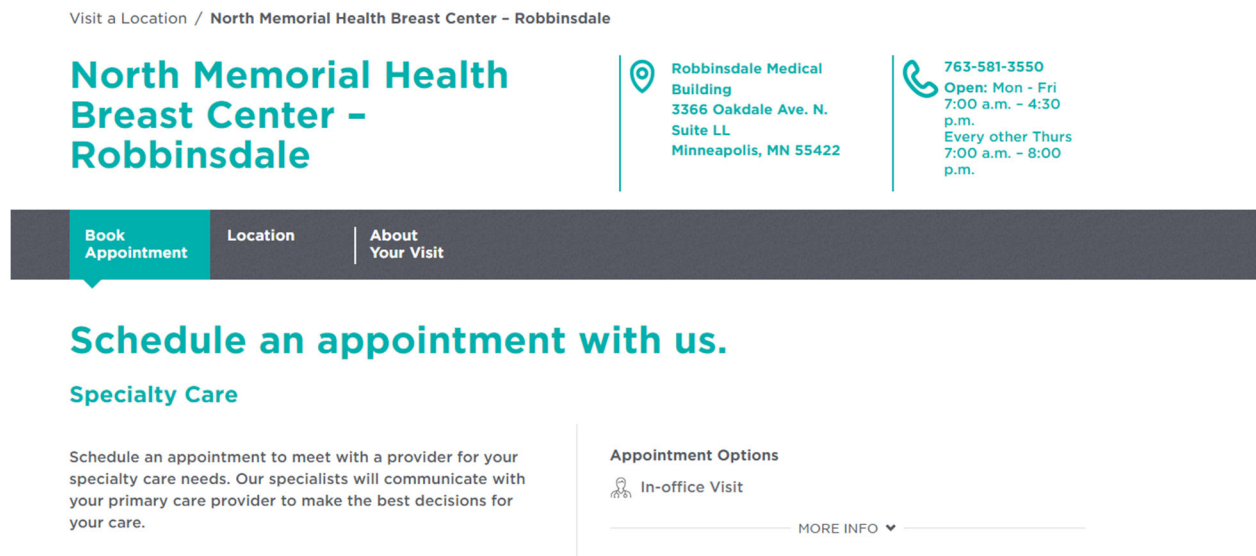 Visit a Location / North Memorial Health Breast Center – Robbinsdale
North Memorial Health
Breast Center –
Robbinsdale
Robbinsdale Medical
Building
3366 Oakdale Ave. N.
Suite LL
Minneapolis, MN 55422
763-581-3550
Open: Mon - Fri
7:00 a.m. – 4:30
p.m.
Every other Thurs
7:00 a.m. – 8:00
p.m.
Book
Appointment
Location
About
Your Visit
Schedule an appointment with us.
Specialty Care
Schedule an appointment to meet with a provider for your
specialty care needs. Our specialists will communicate with
your primary care provider to make the best decisions for
your care.
Appointment Options
In-office Visit
MORE INFO